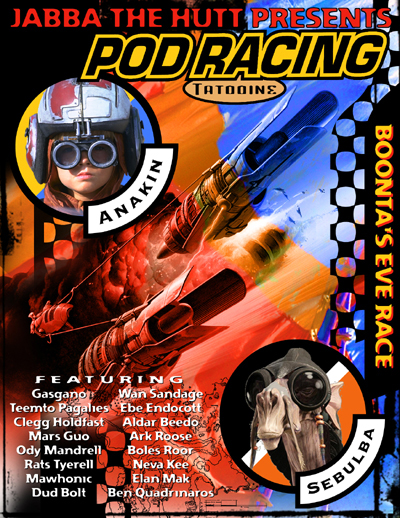 JABBA THE HUTT PRESENTS
POD RACING
TATOOINE
ANAKIN
BOONTA'S EVE RACE
FEATURING
Gasgano Wan Sandage
Teemto Pagalies Ebe Endocott
Clegg Holdfast Aldar Beedo
Mars Guo Ark Roose
Ody Mandrell Boles Roor
Rats Tyerell Neva Kee
Mawhonic Elan Mak
Dud Bolt Ben Quadrinaros
SEBULBA